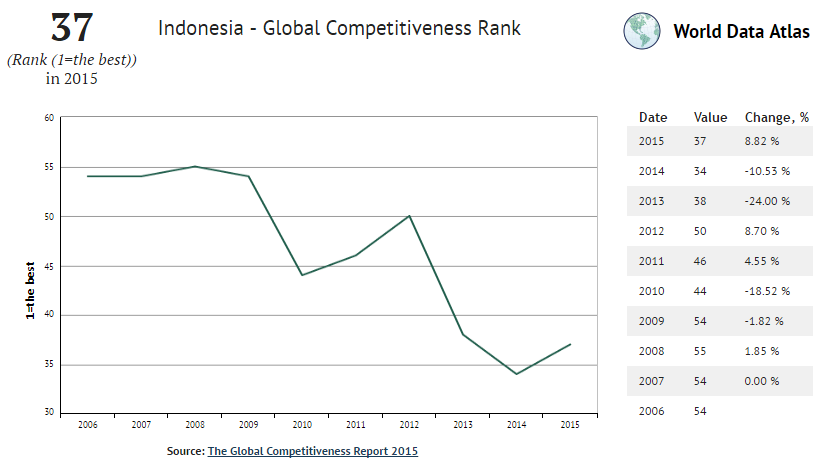 37
(Rank (1=the best))
in 2015
Indonesia - Global Competitiveness Rank
World Data Atlas
60
55
50
45
40
35
30
1=the best
2006 2007 2008 2009 2010 2011 2012 2013 2014 2015
Source: The Global Competitiveness Report 2015
Date Value Change, %
2015 37 8.82 %
2014 34 -10.53 %
2013 38 -24.00 %
2012 50 8.70 %
2011 46 4.55 %
2010 44 -18.52 %
2009 54 -1.82 %
2008 55 1.85 %
2007 54 0.00 %
2006 54